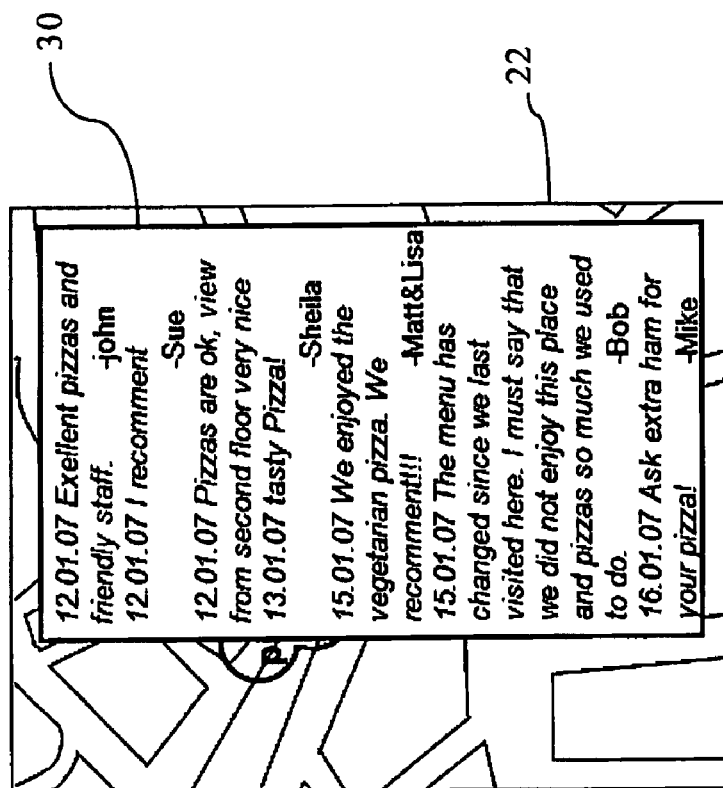 12.01.07 Exellent pizzas and
friendly staff.
-john
12.01.07 I recomment
-Sue
12.01.07 Pizzas are ok, view
from second floor very nice
13.01.07 tasty Pizza!
-Sheila
15.01.07 We enjoyed the
vegetarian pizza. We
recomment!!!
-Matt&Lisa
15.01.07 The menu has
changed since we last
visited here. I must say that
we did not enjoy this place
and pizzas so much we used
to do.
-Bob
16.01.07 Ask extra ham for
your pizza!
-Mike
30
22